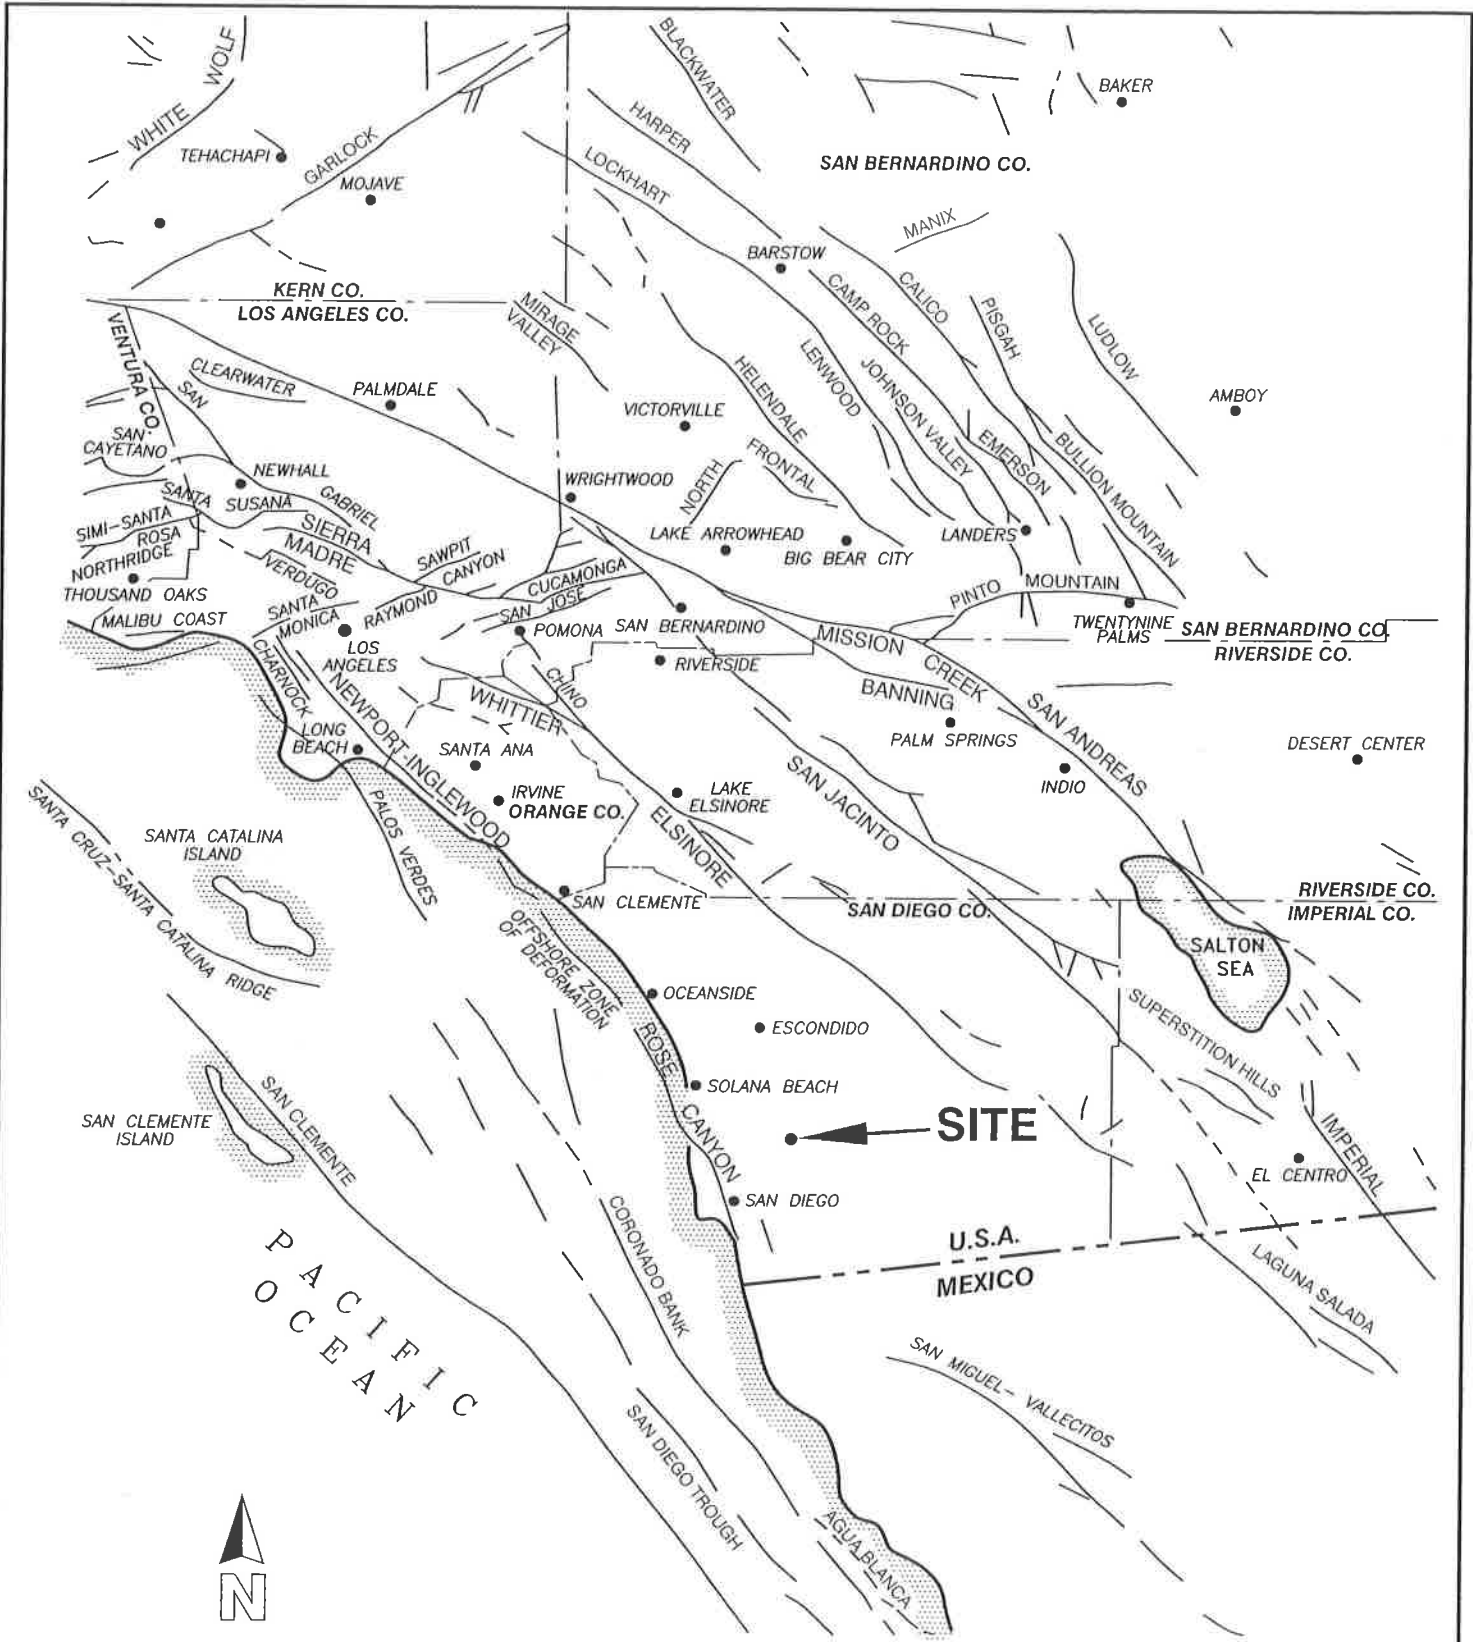 WHITE WOLF
BLACKWATER
BAKER
TEHACHAPI
GARLOCK
MOJAVE
HARPER
LOCKHART
SAN BERNARDINO CO.
MANIX
BARSTOW
KERN CO.
LOS ANGELES CO.
MIRAGE
VALLEY
CAMP ROCK
CALICO
PISGAH
LUDLOW
VENTURA CO.
CLEARWATER
SAN
PALMDALE
VICTORVILLE
HELENDALE
LENWOOD
JOHNSON VALLEY
AMBOY
SAN
CAYETANO
NEWHALL
GABRIEL
WRIGHTWOOD
NORTH
FRONTAL
EMERSON
BULLION MOUNTAIN
SANTA SUSANA
SIMI-SANTA
ROSA
NORTHRIDGE
SIERRA
MADRE
VERDUGO
SAWPIT
CANYON
LAKE ARROWHEAD
BIG BEAR CITY
LANDERS
THOUSAND OAKS
MALIBU COAST
SANTA
MONICA
RAYMOND
CUCAMONGA
SAN JOSE
PINTO MOUNTAIN
TWENTYNINE
PALMS
LOS
ANGELES
POMONA
SAN BERNARDINO
RIVERSIDE
MISSION CREEK
SAN BERNARDINO CO.
RIVERSIDE CO.
CHARNOCK
NEWPORT-INGLEWOOD
WHITTIER
CHINO
BANNING
SAN ANDREAS
PALM SPRINGS
LONG
BEACH
SANTA ANA
SAN JACINTO
INDIO
DESERT CENTER
IRVINE
ORANGE CO.
LAKE
ELSINORE
ELSINORE
PALOS VERDES
SANTA CRUZ-SANTA CATALINA RIDGE
SANTA CATALINA
ISLAND
SAN CLEMENTE
SAN DIEGO CO.
RIVERSIDE CO.
IMPERIAL CO.
OFFSHORE ZONE
OF DEFORMATION
SALTON
SEA
OCEANSIDE
ESCONDIDO
SUPERSTITION HILLS
ROSE CANYON
SOLANA BEACH
SAN CLEMENTE
ISLAND
SAN CLEMENTE
SITE
IMPERIAL
EL CENTRO
SAN DIEGO
CORONADO BANK
U.S.A.
MEXICO
LAGUNA SALADA
PACIFIC
OCEAN
SAN MIGUEL- VALLECITOS
SAN DIEGO TROUGH
AGUA BLANCA
N